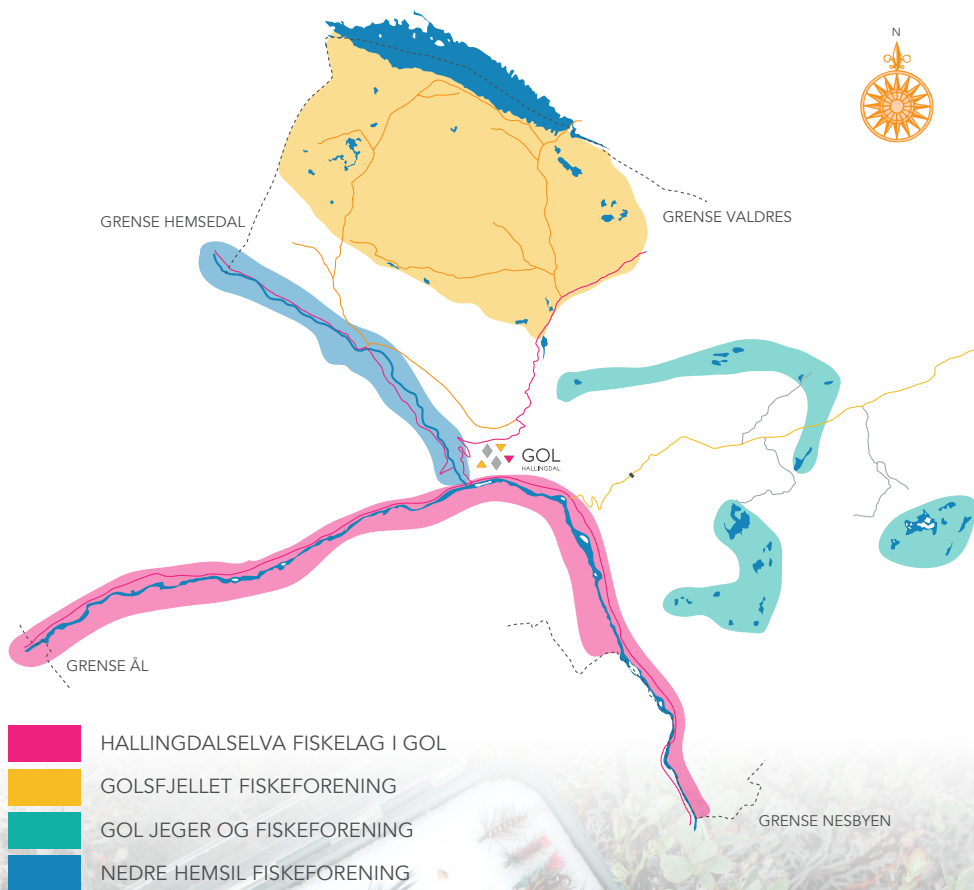 N
GRENSE HEMSEDAL
GRENSE VALDRES
GOL
HALLINGDAL
GRENSE ÅL
HALLINGDALSELVA FISKELAG I GOL
GOLSFJELLET FISKEFORENING
GOL JEGER OG FISKEFORENING
GRENSE NESBYEN
NEDRE HEMSIL FISKEFORENING